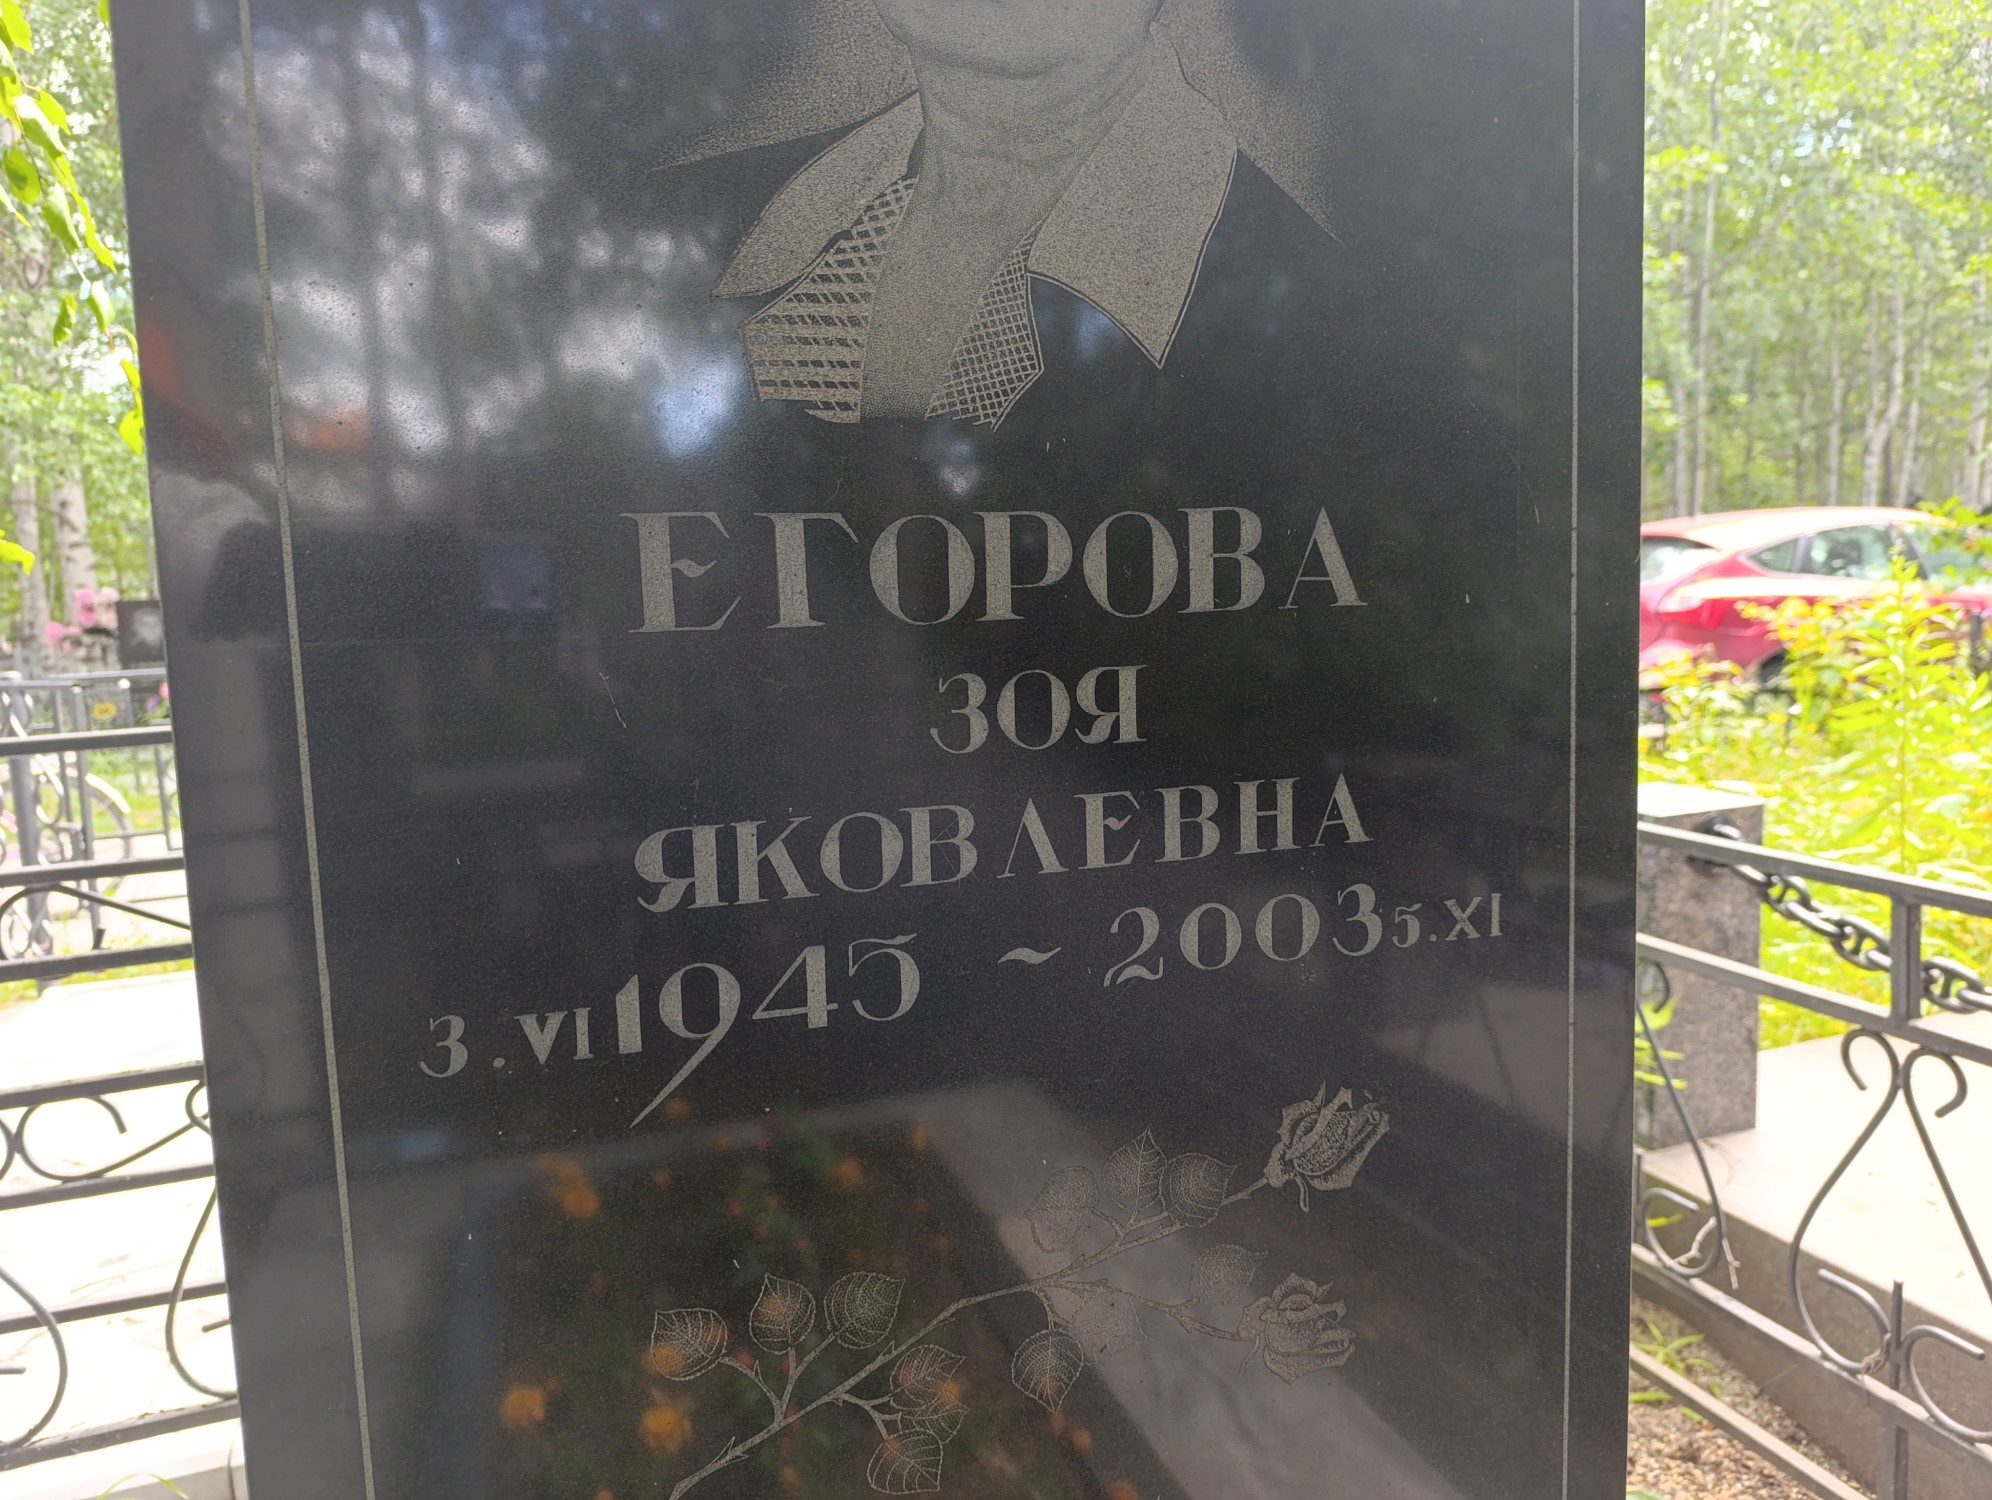 ЕГОРОВА
ЗОЯ
ЯКОВЛЕВНА
3.VI 1945 ~ 2003 5.XI